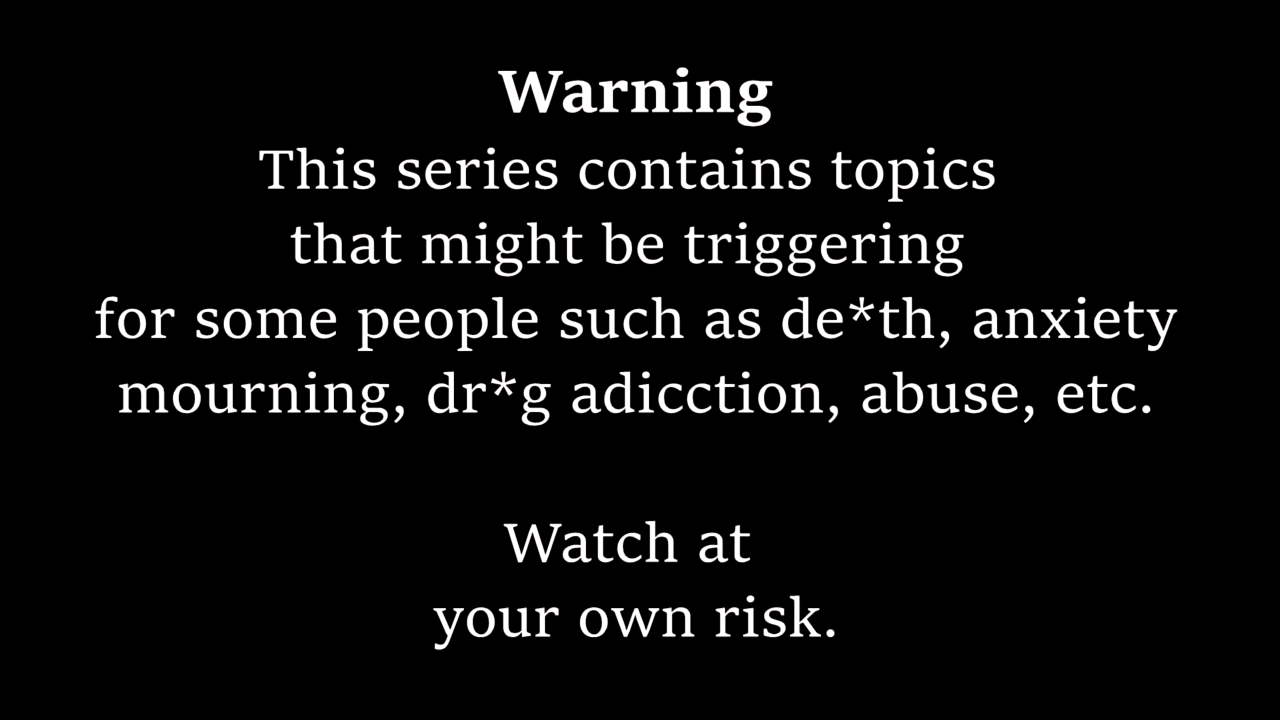 Warning
This series contains topics
that might be triggering
for some people such as de*th, anxiety
mourning, dr*g adicction, abuse, etc.
Watch at
your own risk.